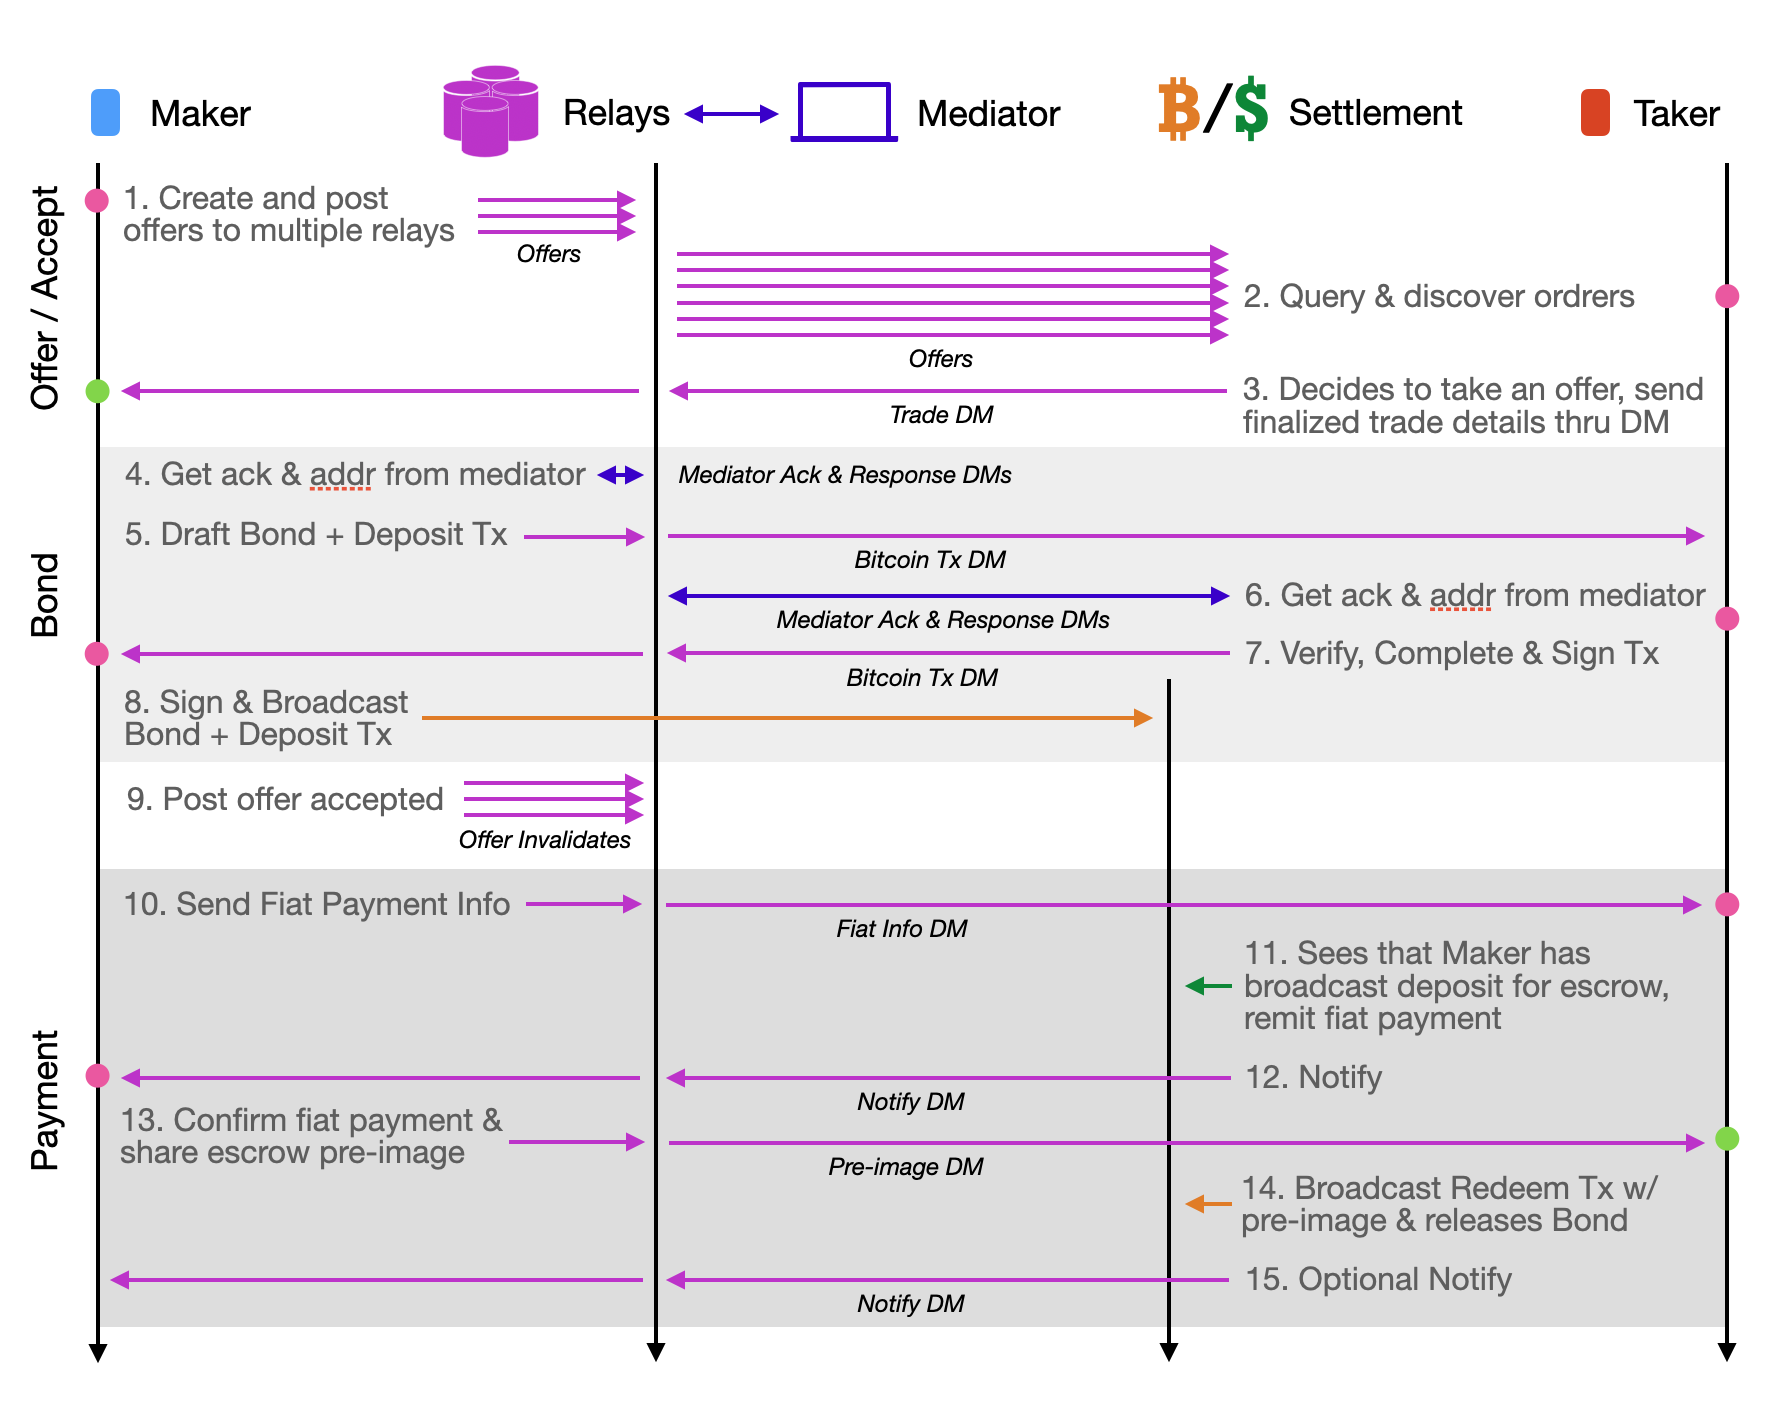 Maker
Relays
Mediator
₿/$ Settlement
Taker
Offer / Accept
1. Create and post
offers to multiple relays
Offers
2. Query & discover ordrers
Offers
3. Decides to take an offer, send
finalized trade details thru DM
Trade DM
Bond
4. Get ack & addr from mediator
Mediator Ack & Response DMs
5. Draft Bond + Deposit Tx
Bitcoin Tx DM
6. Get ack & addr from mediator
Mediator Ack & Response DMs
7. Verify, Complete & Sign Tx
Bitcoin Tx DM
8. Sign & Broadcast
Bond + Deposit Tx
9. Post offer accepted
Offer Invalidates
Payment
10. Send Fiat Payment Info
Fiat Info DM
11. Sees that Maker has
broadcast deposit for escrow,
remit fiat payment
12. Notify
Notify DM
13. Confirm fiat payment &
share escrow pre-image
Pre-image DM
14. Broadcast Redeem Tx w/
pre-image & releases Bond
15. Optional Notify
Notify DM